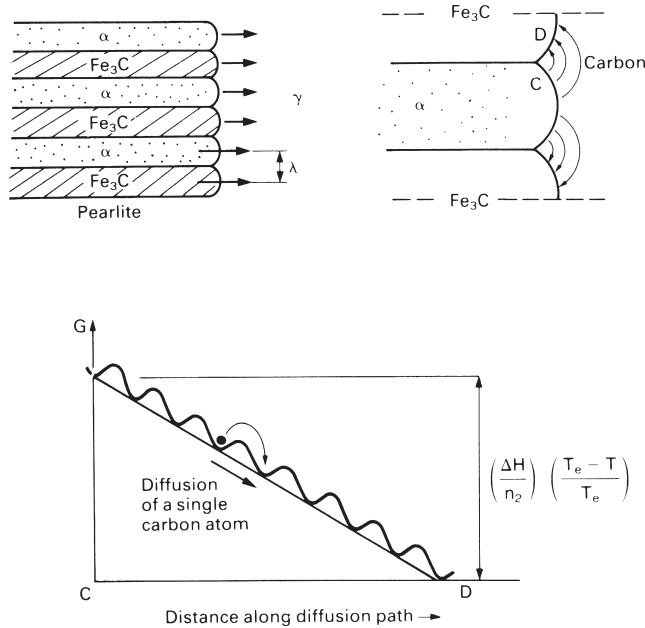 α
Fe₃C
α
Fe₃C
α
Fe₃C
γ
λ
Pearlite
Fe₃C
D
Carbon
C
α
Fe₃C
G
Diffusion
of a single
carbon atom
(ΔH/n₂) (Tₑ − T/Tₑ)
C
D
Distance along diffusion path